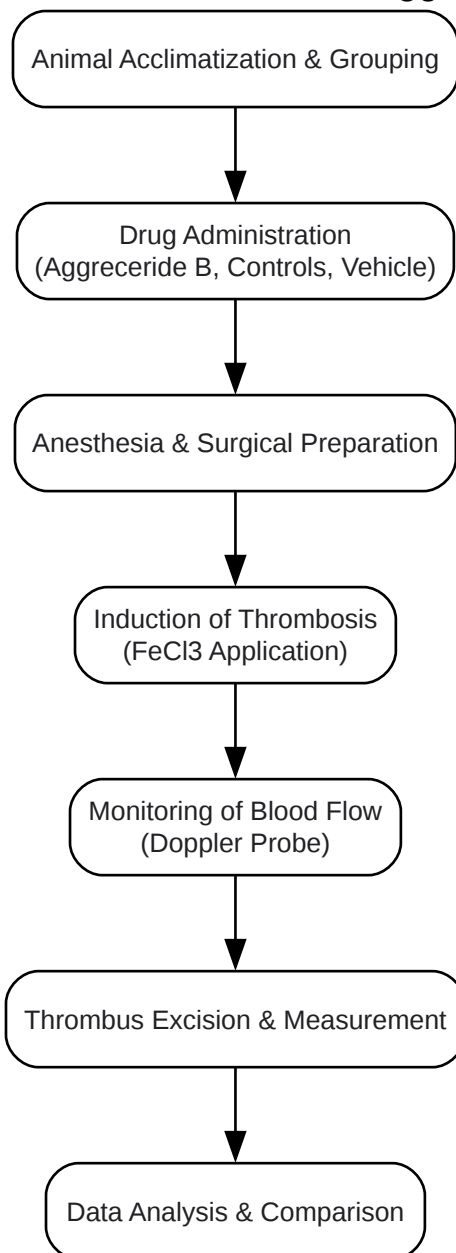 Animal Acclimatization & Grouping
Drug Administration
(Aggreceride B, Controls, Vehicle)
Anesthesia & Surgical Preparation
Induction of Thrombosis
(FeCl3 Application)
Monitoring of Blood Flow
(Doppler Probe)
Thrombus Excision & Measurement
Data Analysis & Comparison